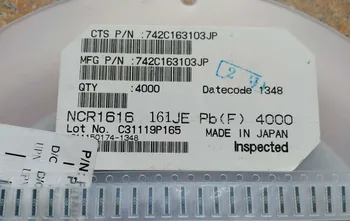 CTS P/N :742C163103JP
MFG P/N :742C163103JP
QTY :4000 Datecode 1348
NCR1616 161JE Pb(F) 4000
Lot No. C31119P165 MADE IN JAPAN
Inspected
P/N
D/C